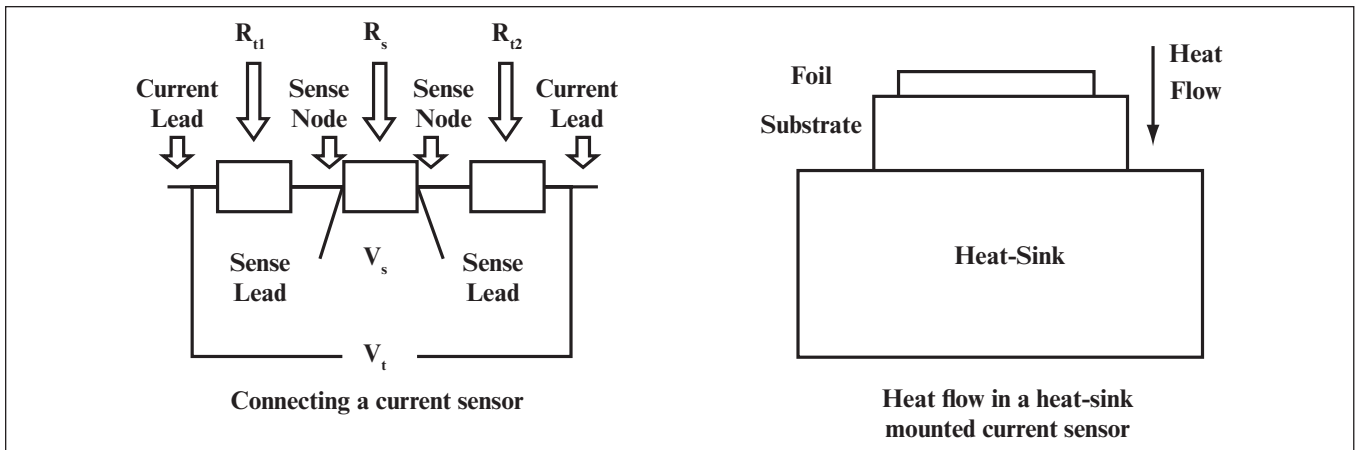 R_t1
R_s
R_t2
Current
Lead
Sense
Node
Sense
Node
Current
Lead
Sense
Lead
V_s
Sense
Lead
V_t
Connecting a current sensor
Foil
Substrate
Heat
Flow
Heat-Sink
Heat flow in a heat-sink
mounted current sensor